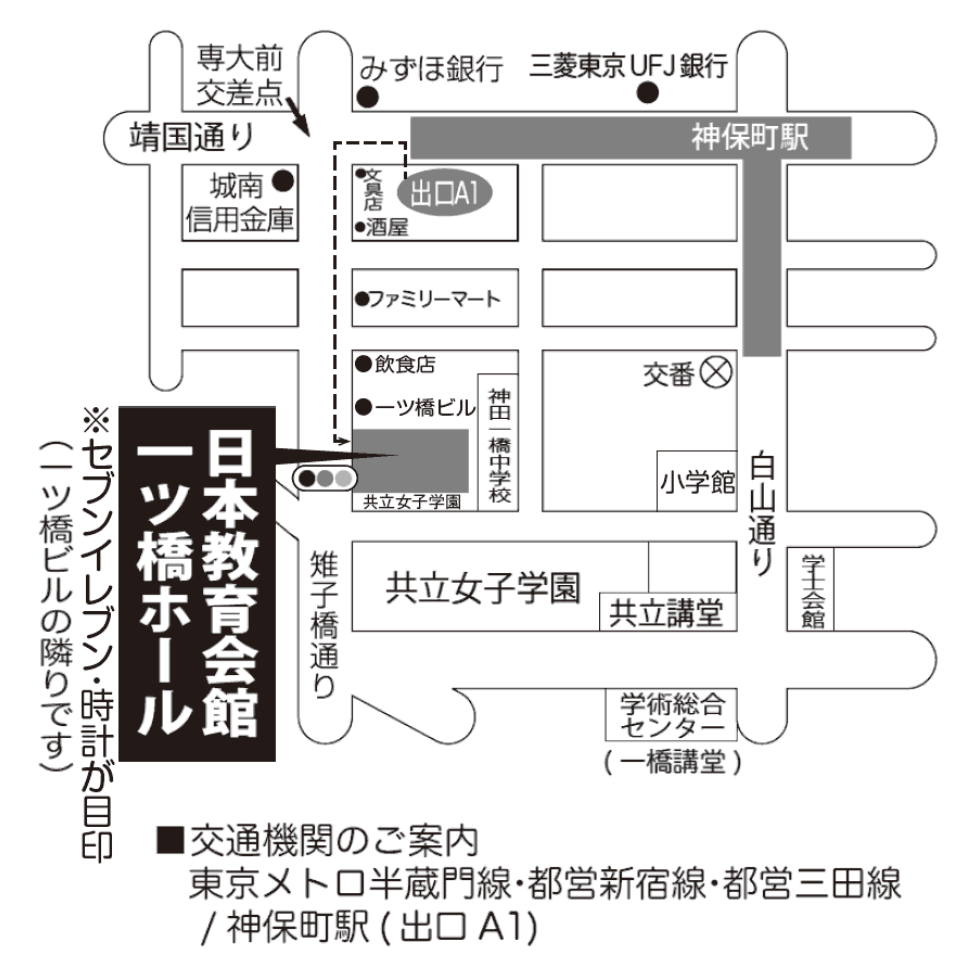 専大前
交差点
みずほ銀行
三菱東京UFJ銀行
靖国通り
神保町駅
城南
信用金庫
文具店
出口A1
酒屋
ファミリーマート
飲食店
一ツ橋ビル
神田一橋中学校
交番
小学館
白山通り
共立女子学園
日本教育会館
一ツ橋ホール
※セブンイレブン・時計が目印
（一ツ橋ビルの隣りです）
雉子橋通り
共立女子学園
共立講堂
学士会館
学術総合
センター
(一橋講堂)
■交通機関のご案内
東京メトロ半蔵門線・都営新宿線・都営三田線
/神保町駅(出口A1)